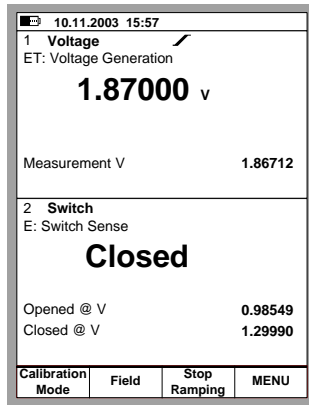 10.11.2003 15:57
1 Voltage
ET: Voltage Generation
1.87000 V
Measurement V 1.86712
2 Switch
E: Switch Sense
Closed
Opened @ V 0.98549
Closed @ V 1.29990
Calibration Mode
Field
Stop Ramping
MENU